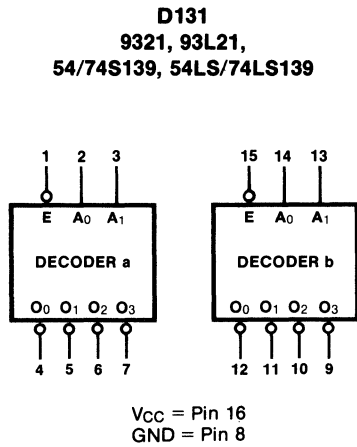 D131
9321, 93L21,
54/74S139, 54LS/74LS139
1 2 3 15 14 13
E A0 A1 E A0 A1
DECODER a DECODER b
O0 O1 O2 O3 O0 O1 O2 O3
4 5 6 7 12 11 10 9
VCC = Pin 16
GND = Pin 8